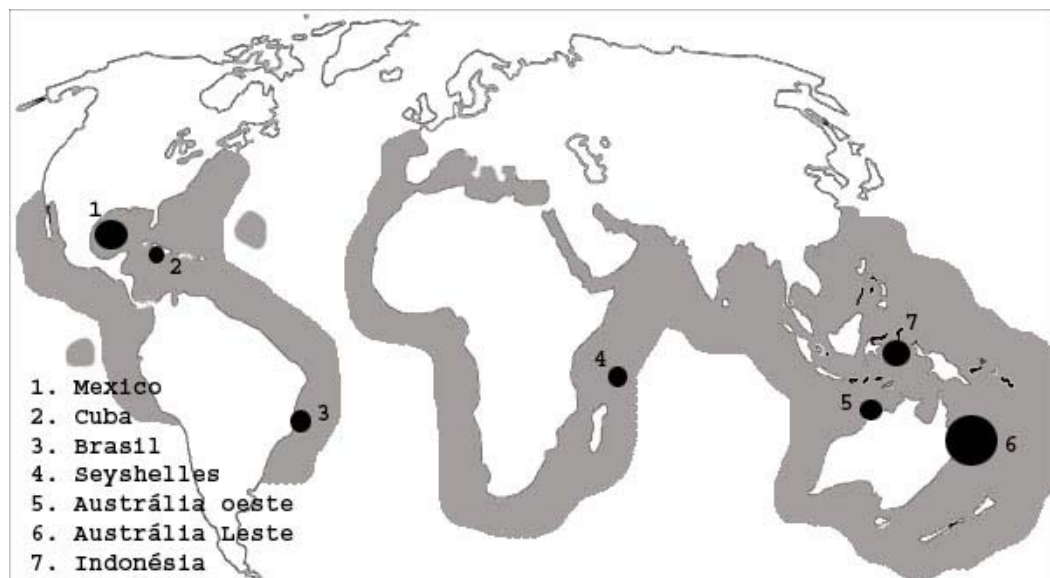 1
2
3
4
5
6
7
1. Mexico
2. Cuba
3. Brasil
4. Seyshelles
5. Austrália oeste
6. Austrália Leste
7. Indonésia